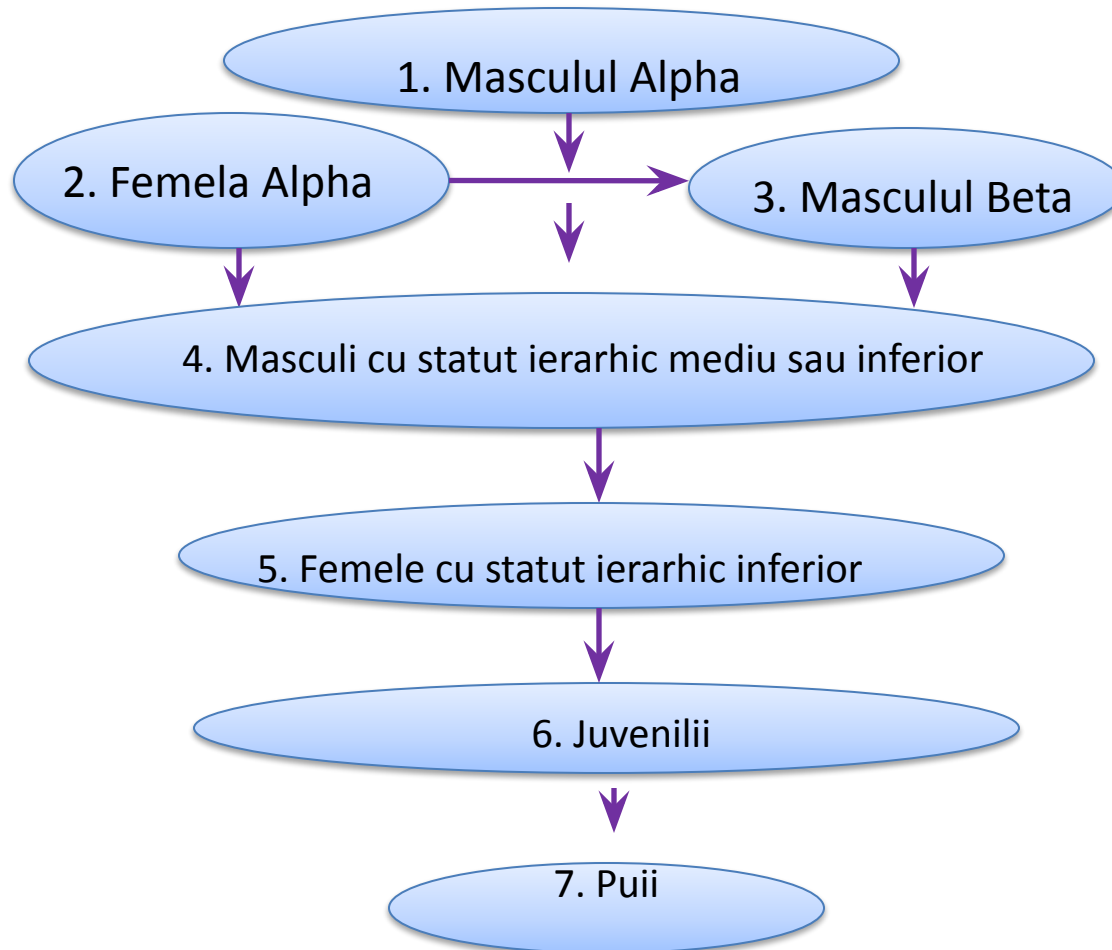 1. Masculul Alpha
2. Femela Alpha
3. Masculul Beta
4. Masculi cu statut ierarhic mediu sau inferior
5. Femele cu statut ierarhic inferior
6. Juvenilii
7. Puii